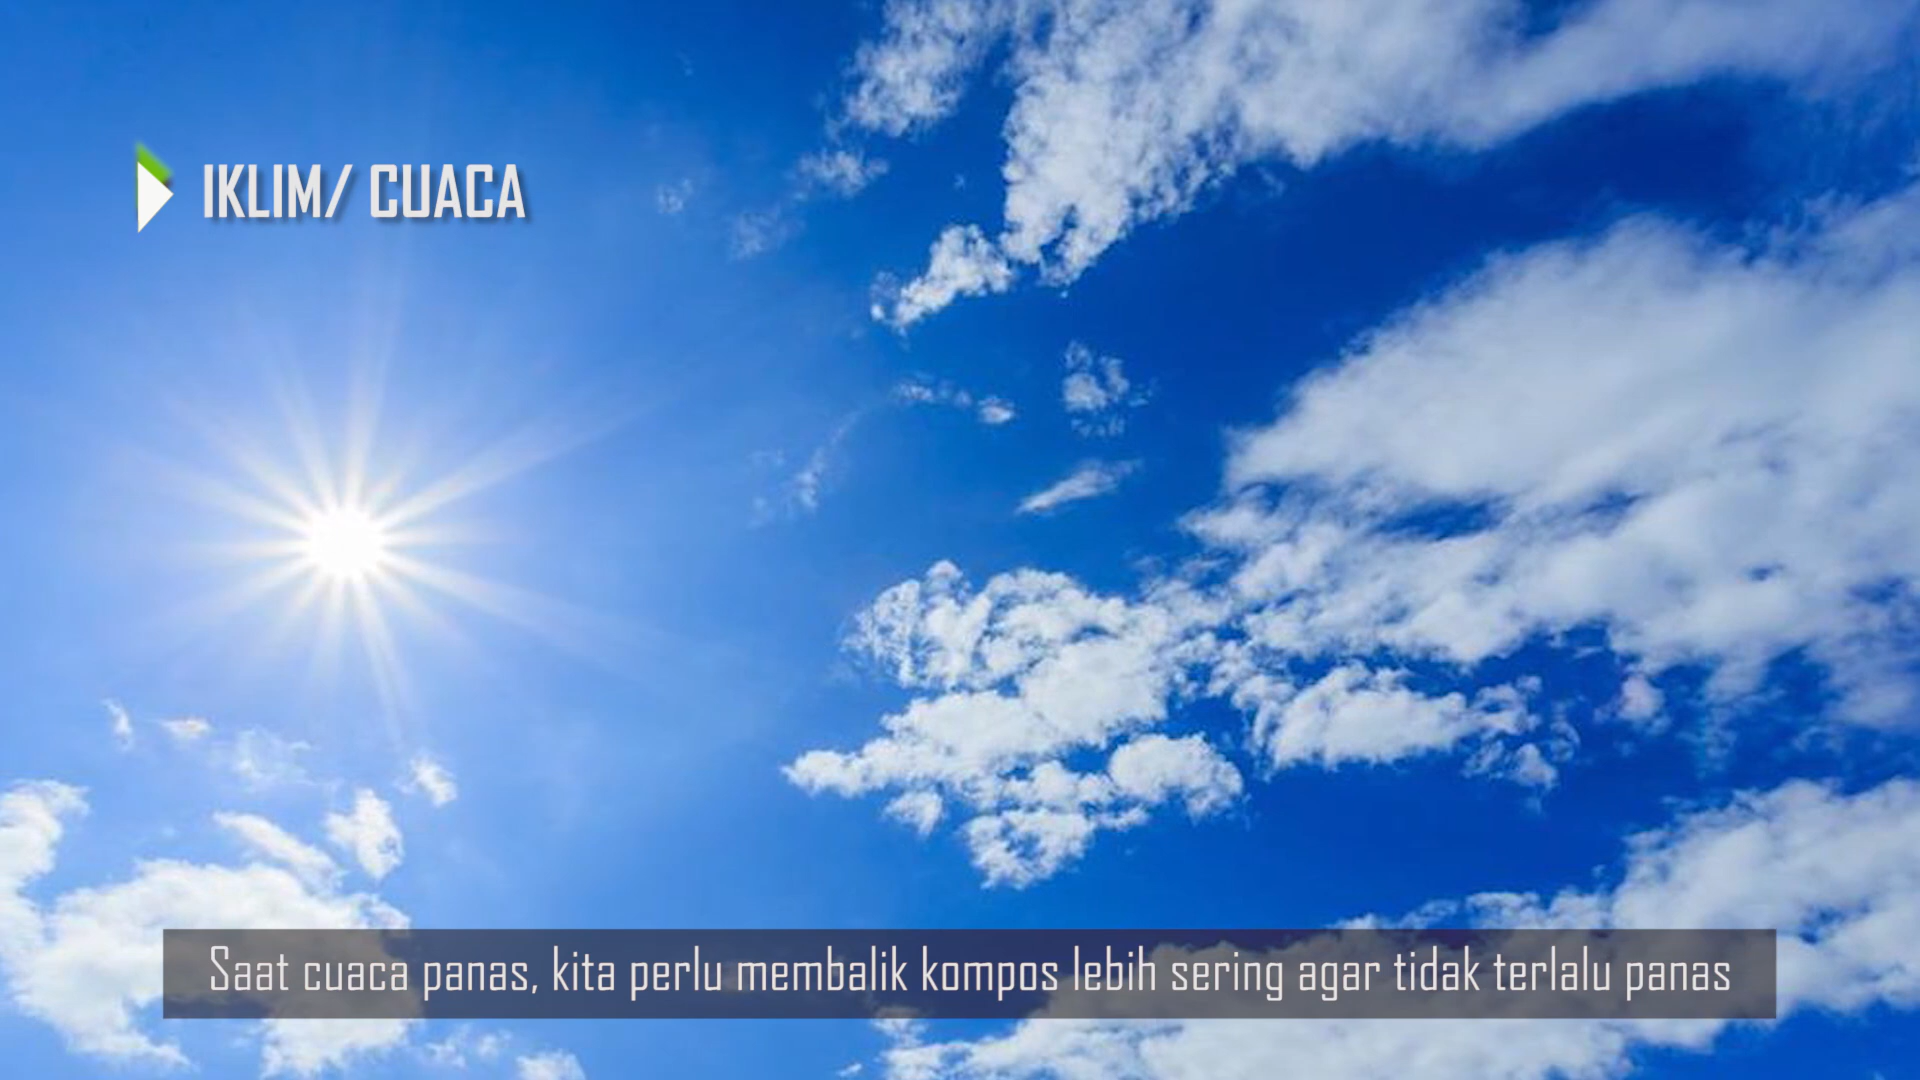 IKLIM/ CUACA
Saat cuaca panas, kita perlu membalik kompos lebih sering agar tidak terlalu panas